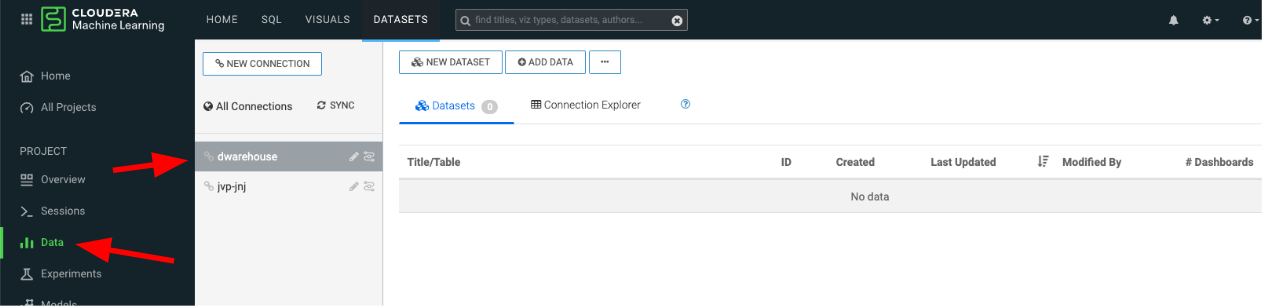 CLOUDERA
Machine Learning
HOME SQL VISUALS DATASETS find titles, viz types, datasets, authors...
Home
All Projects
PROJECT
Overview
Sessions
Data
Experiments
Models
NEW CONNECTION
All Connections SYNC
dwarehouse
jvp-jnj
NEW DATASET ADD DATA ...
Datasets 0 Connection Explorer ?
Title/Table ID Created Last Updated Modified By # Dashboards
No data